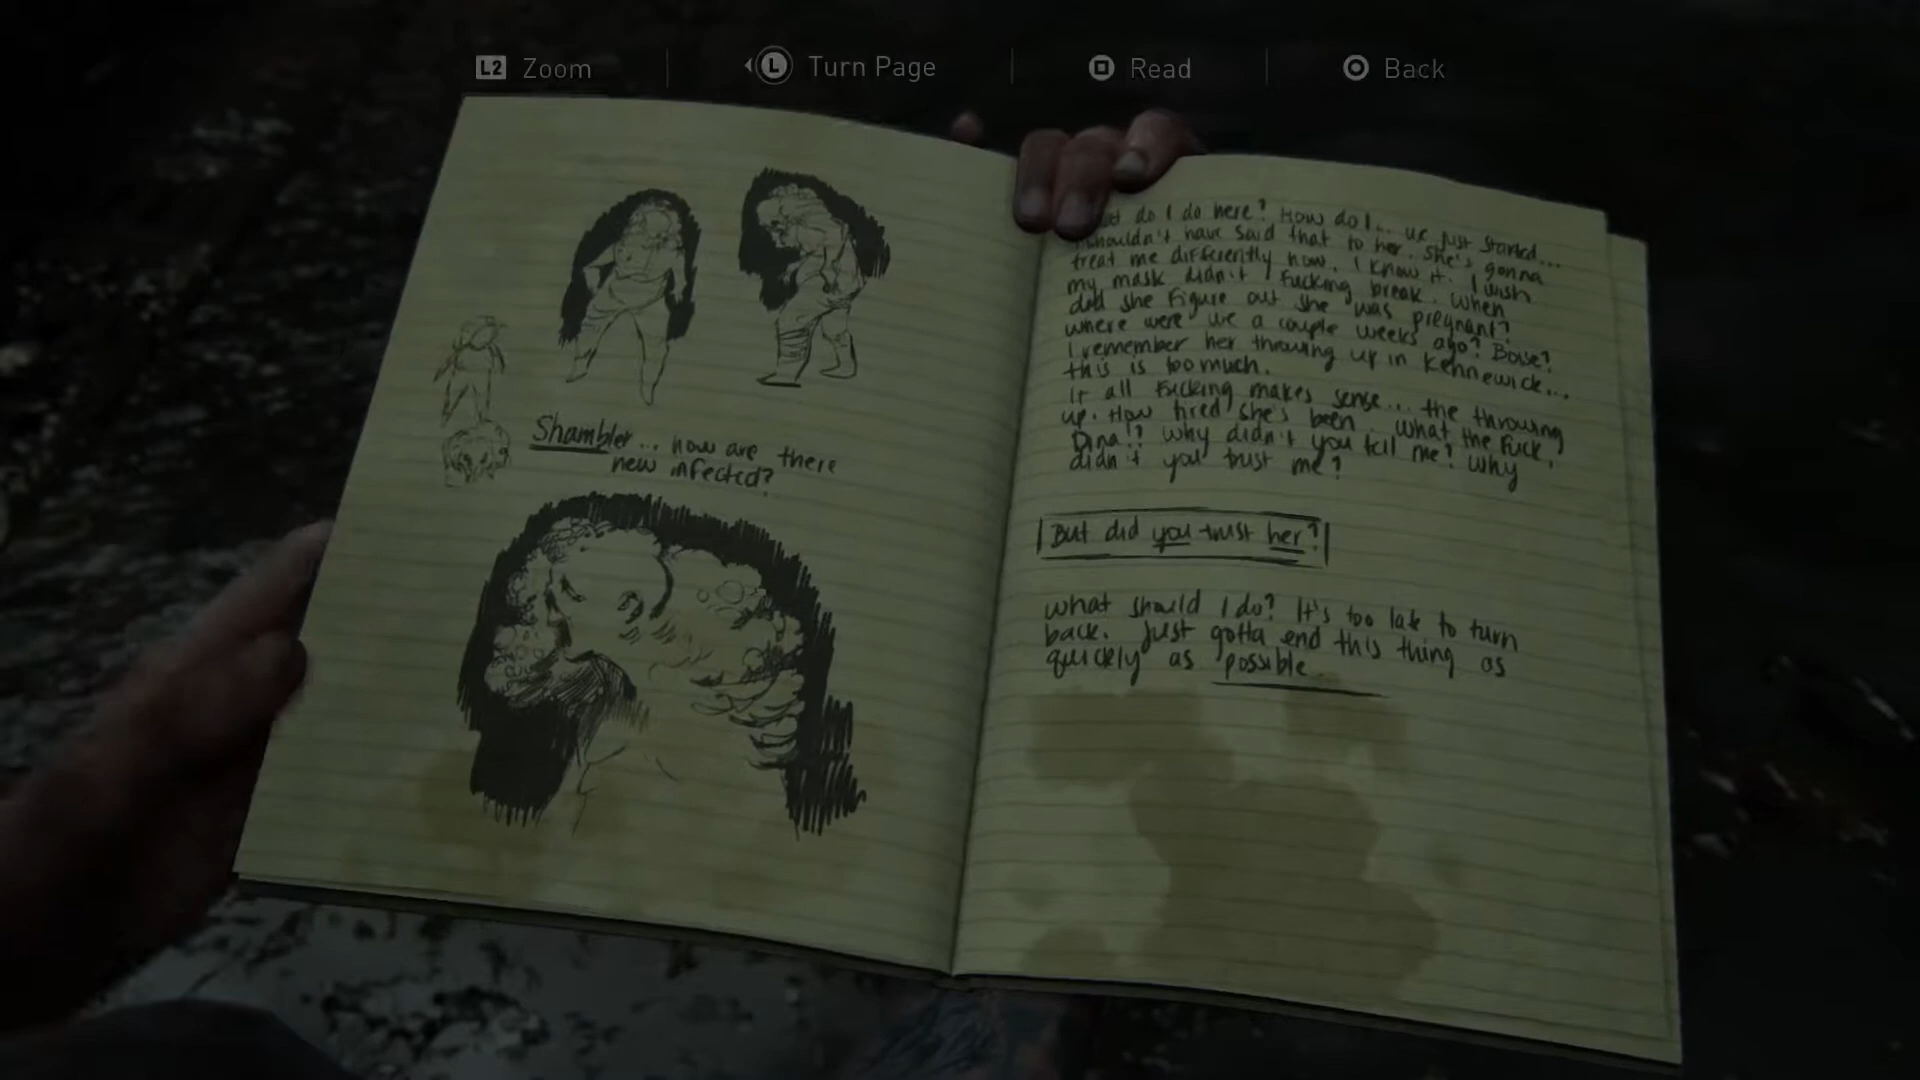 L2 Zoom
L Turn Page
Read
Back
Shambler... how are there
new infected?
do I do here? How do I... we just started...
I shouldn't have said that to her. She's gonna
treat me differently now. I know it. I wish
my mask didn't fucking break. When
did she figure out she was pregnant?
where were we a couple weeks ago? Boise?
I remember her throwing up in Kennewick...
this is too much.
It all fucking makes sense... the throwing
up. How tired she's been. What the fuck,
Dina!? Why didn't you tell me? Why
didn't you trust me?
But did you trust her?
What should I do? It's too late to turn
back. Just gotta end this thing as
quickly as possible.